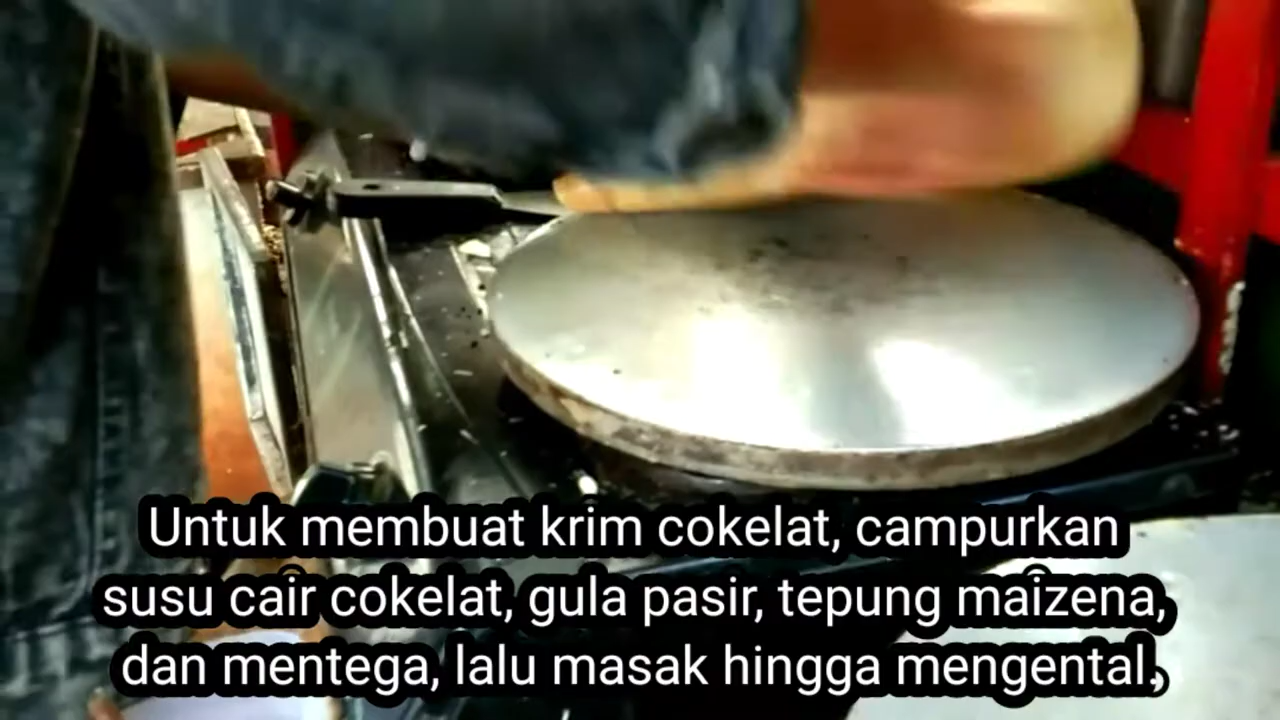 Untuk membuat krim cokelat, campurkan
susu cair cokelat, gula pasir, tepung maizena,
dan mentega, lalu masak hingga mengental.